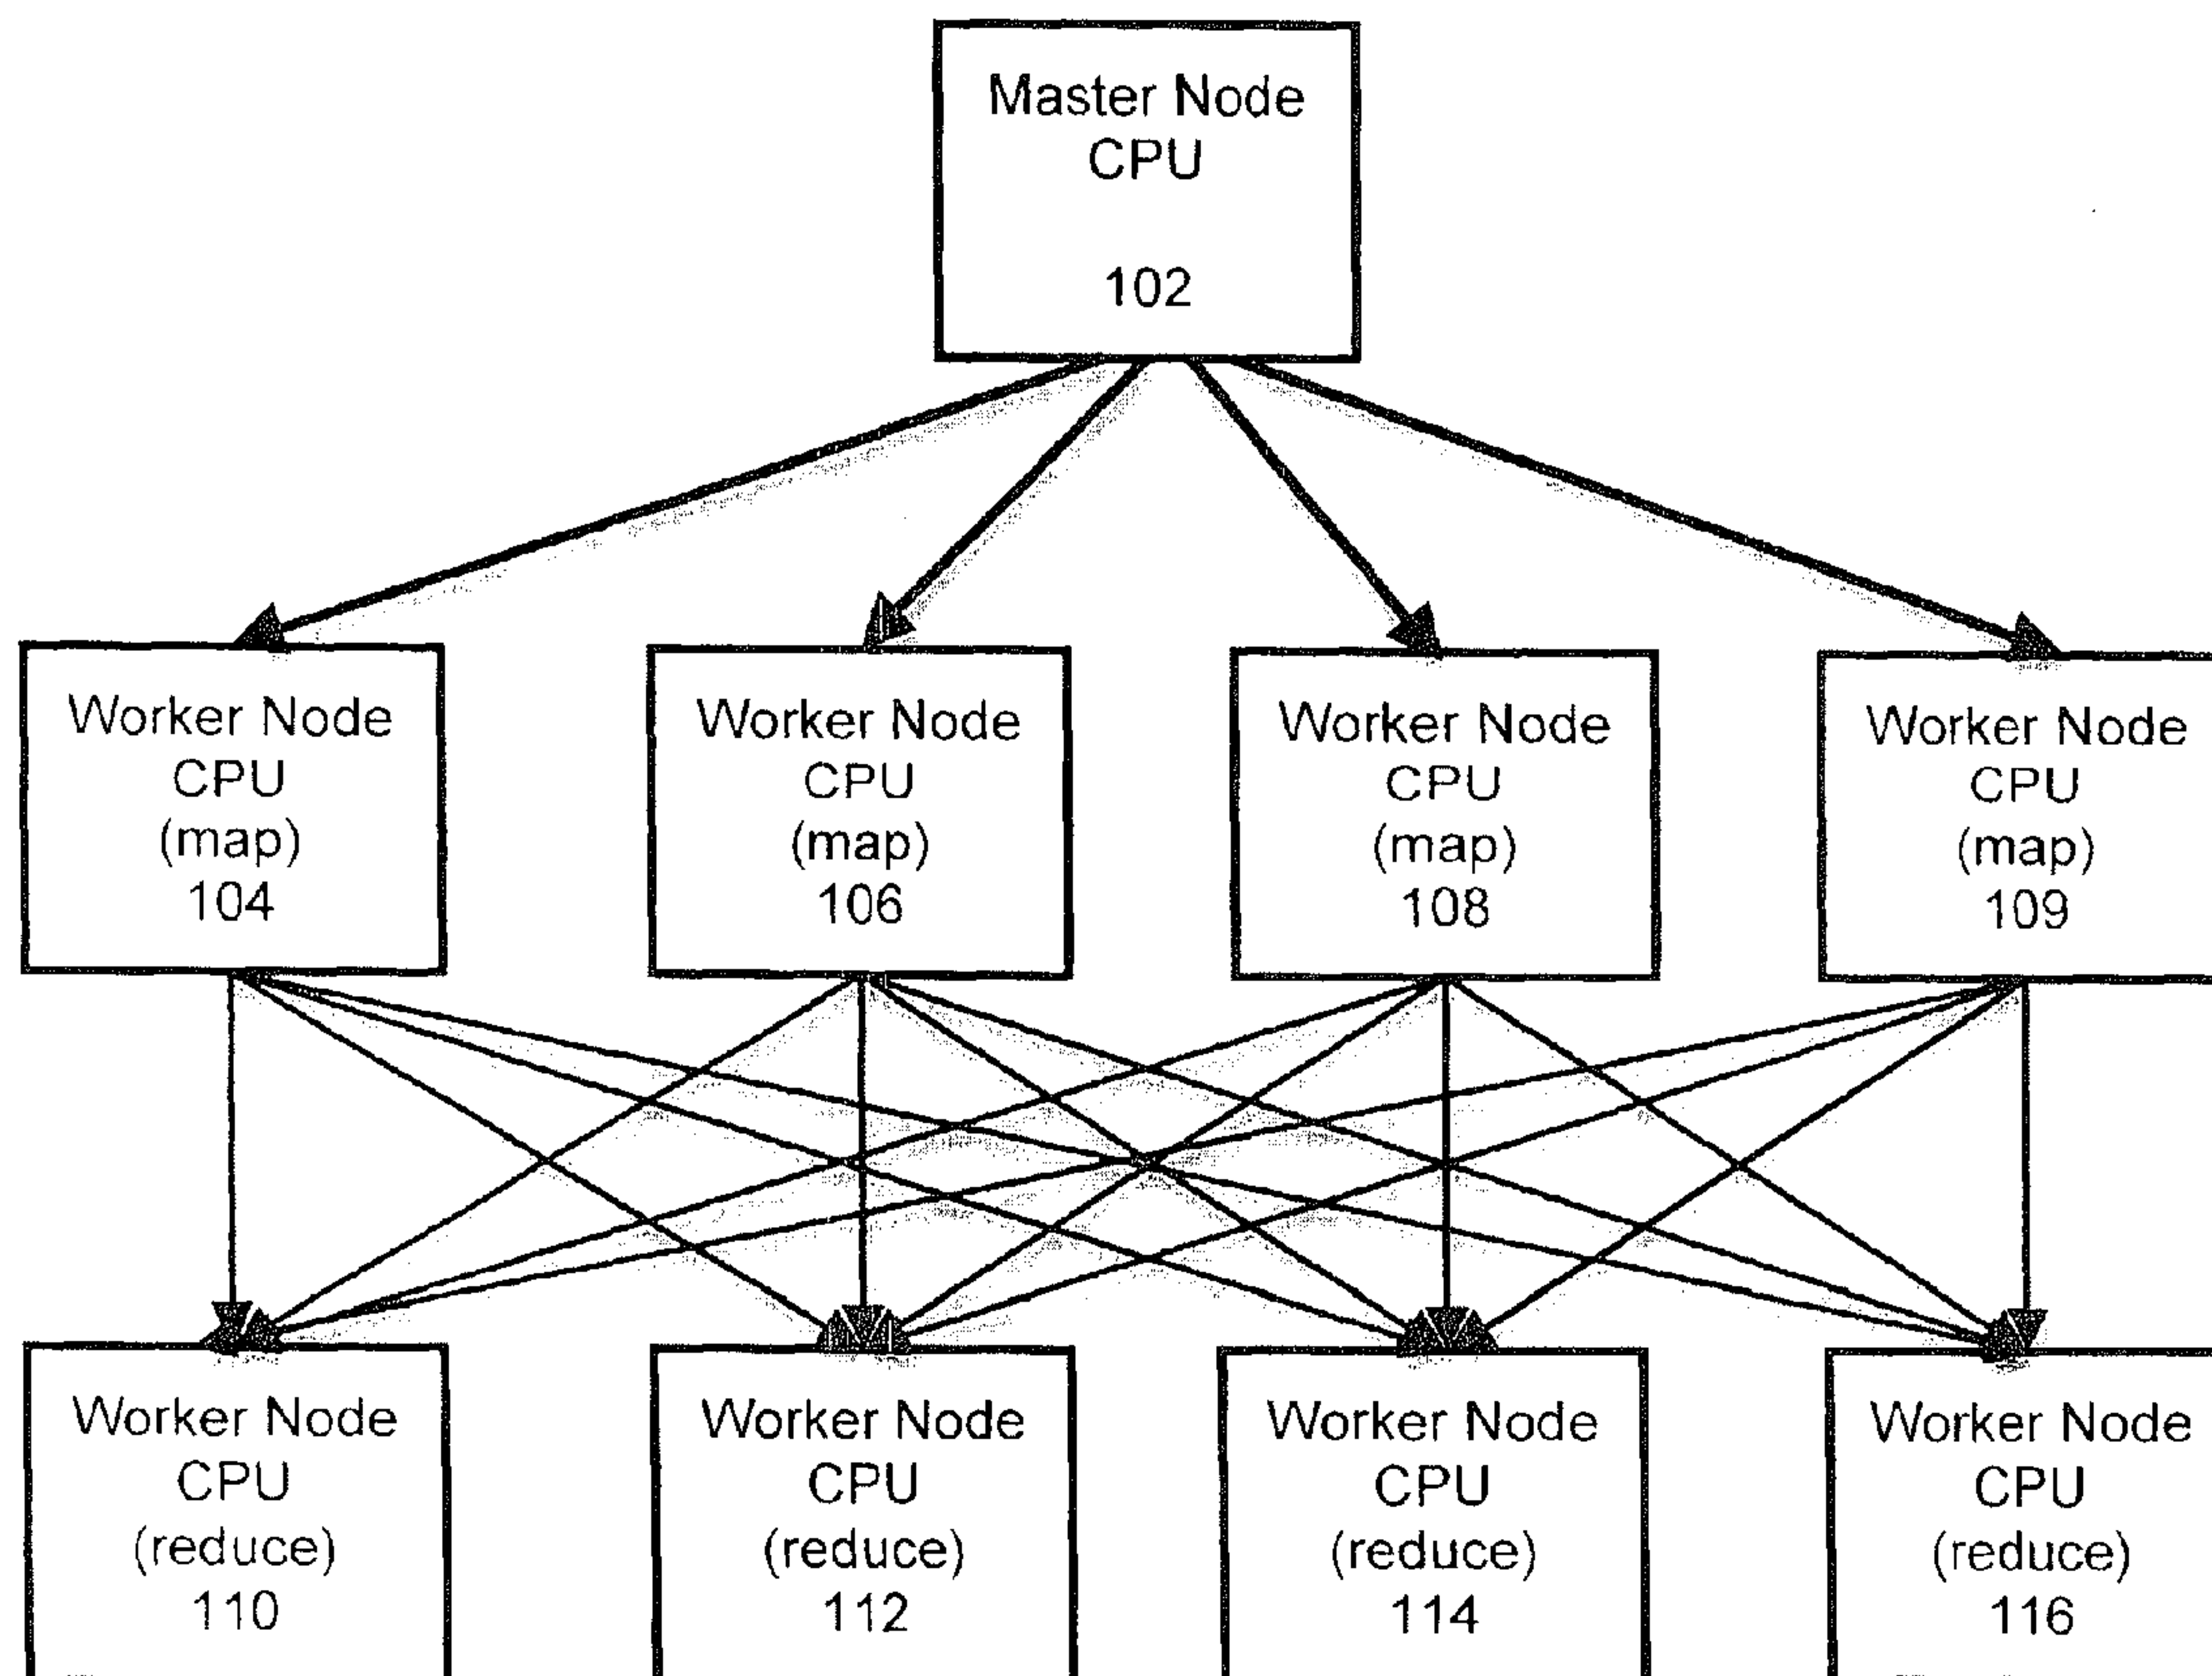 Master Node
CPU
102
Worker Node
CPU
(map)
104
Worker Node
CPU
(map)
106
Worker Node
CPU
(map)
108
Worker Node
CPU
(map)
109
Worker Node
CPU
(reduce)
110
Worker Node
CPU
(reduce)
112
Worker Node
CPU
(reduce)
114
Worker Node
CPU
(reduce)
116